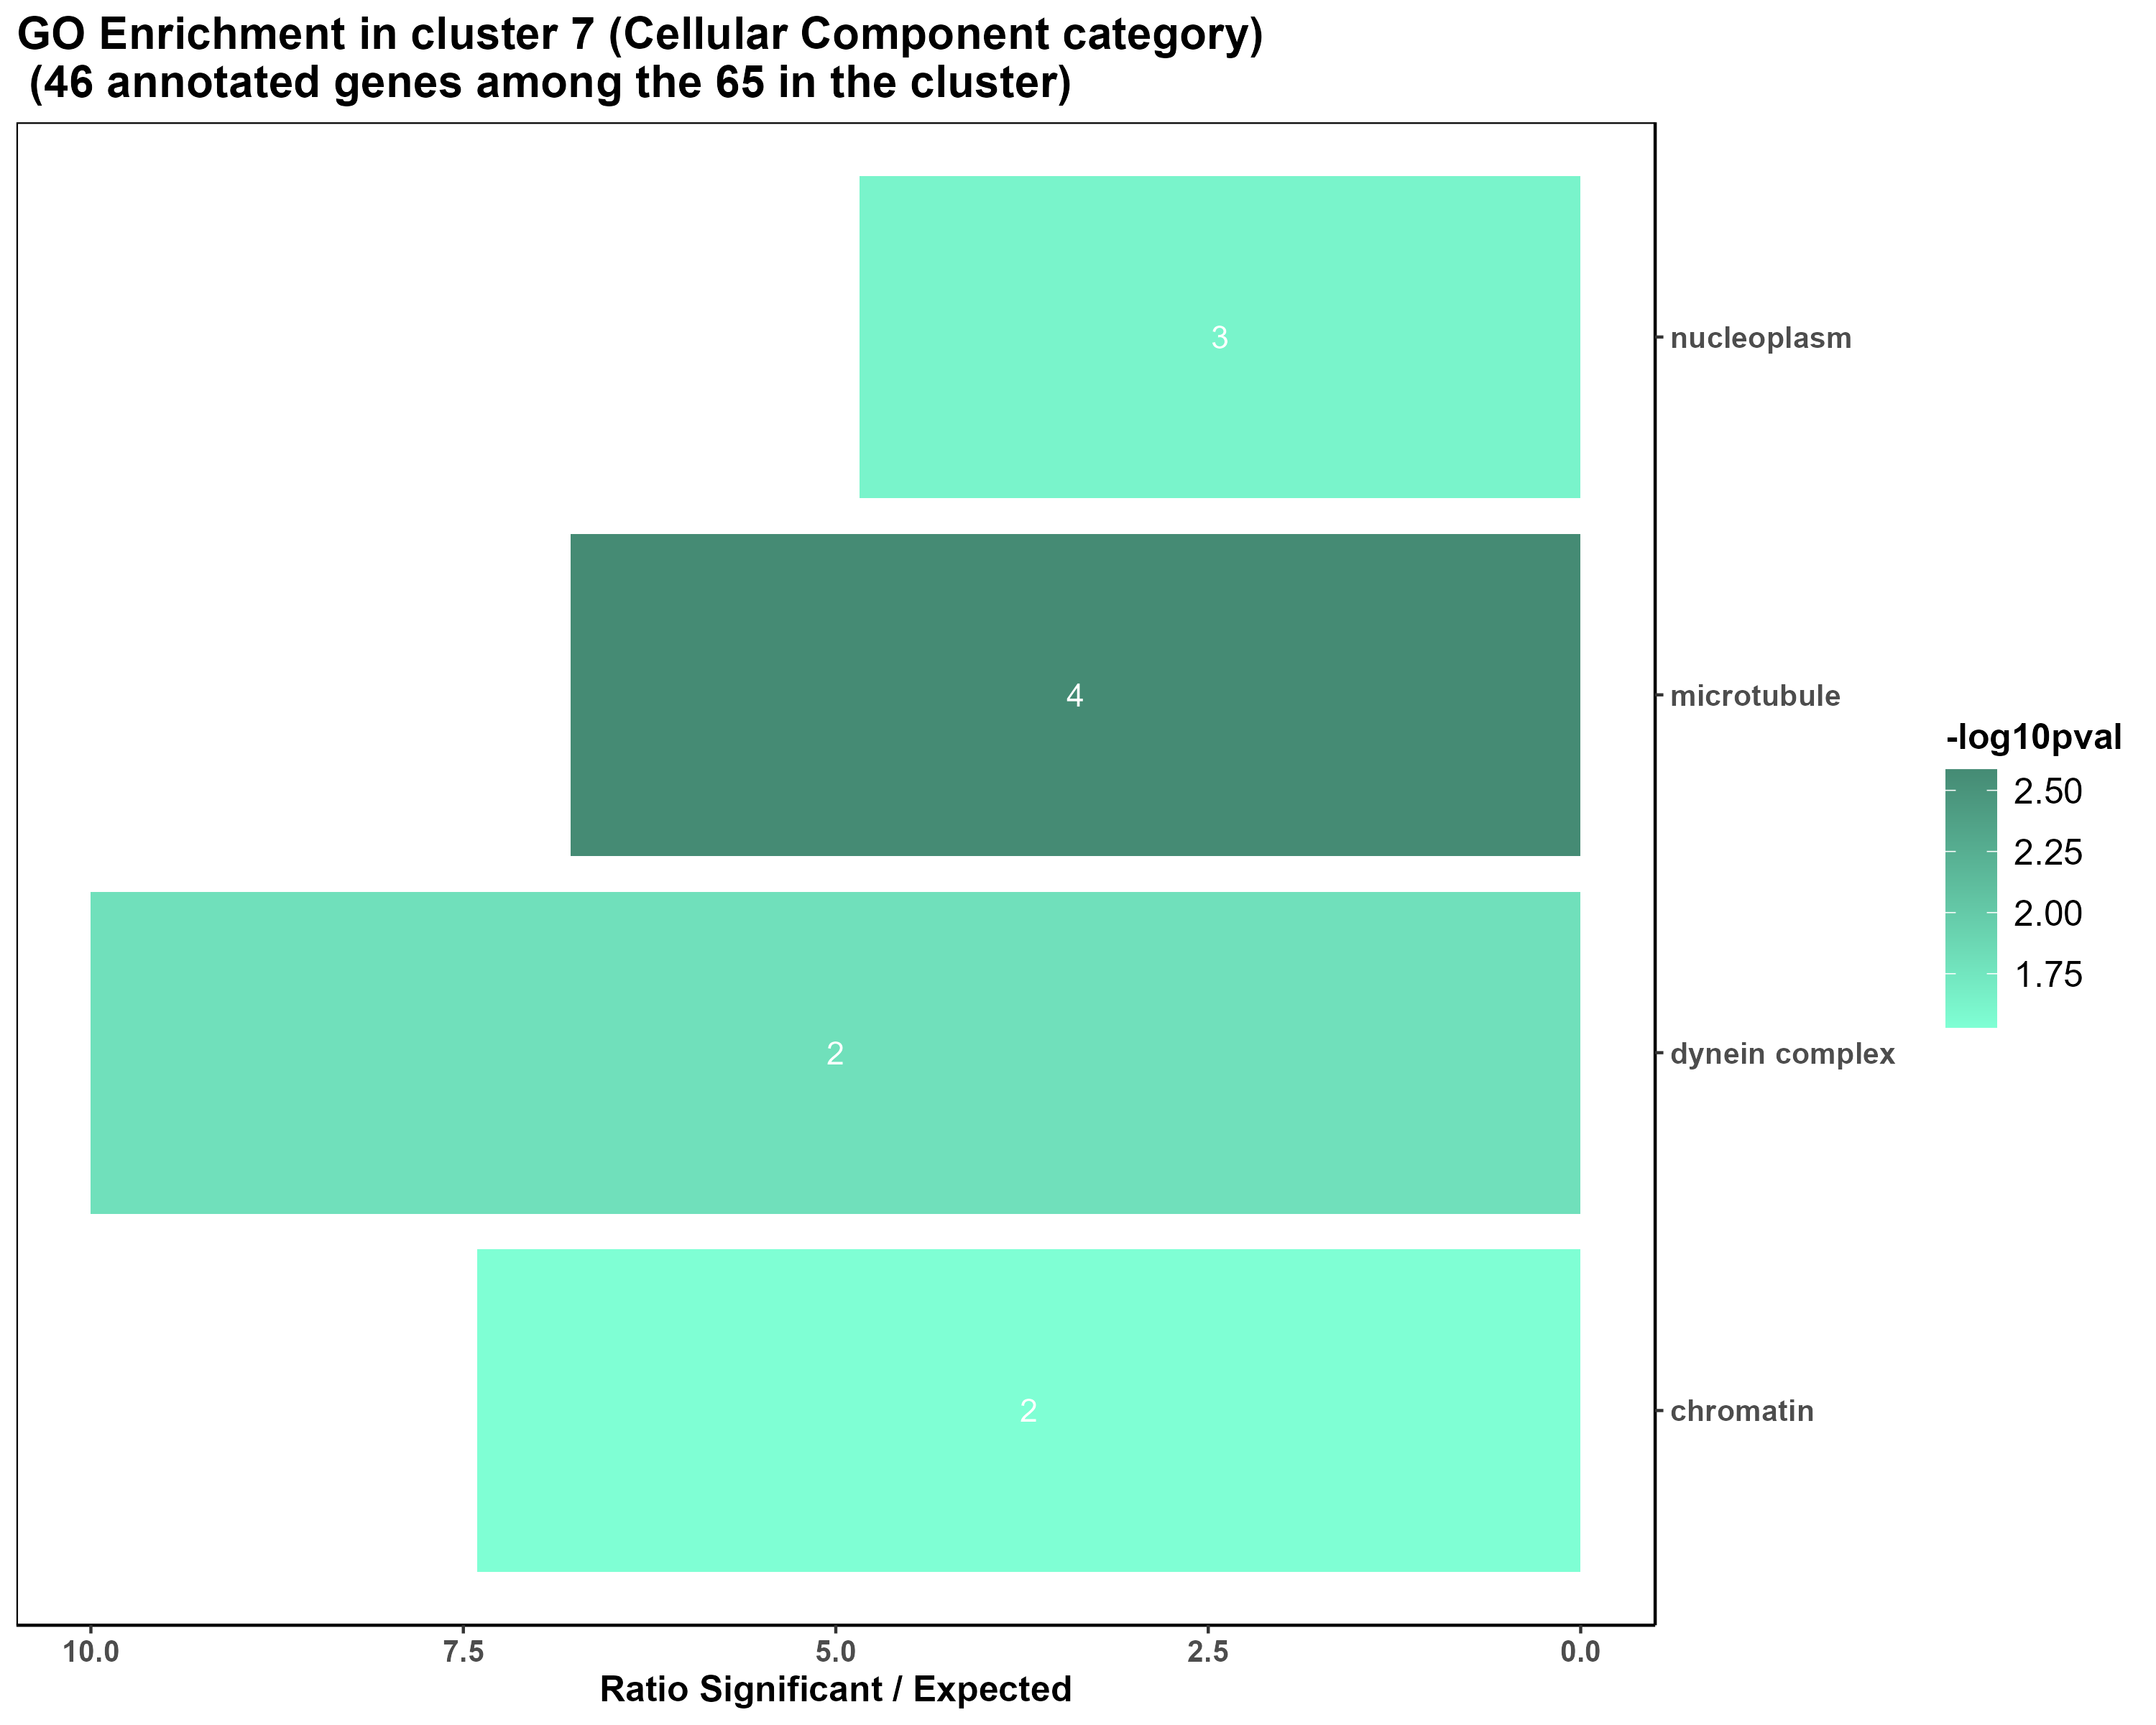 GO Enrichment in cluster 7 (Cellular Component category)
(46 annotated genes among the 65 in the cluster)
3
nucleoplasm
4
microtubule
2
dynein complex
2
chromatin
-log10pval
2.50
2.25
2.00
1.75
10.0 7.5 5.0 2.5 0.0
Ratio Significant / Expected